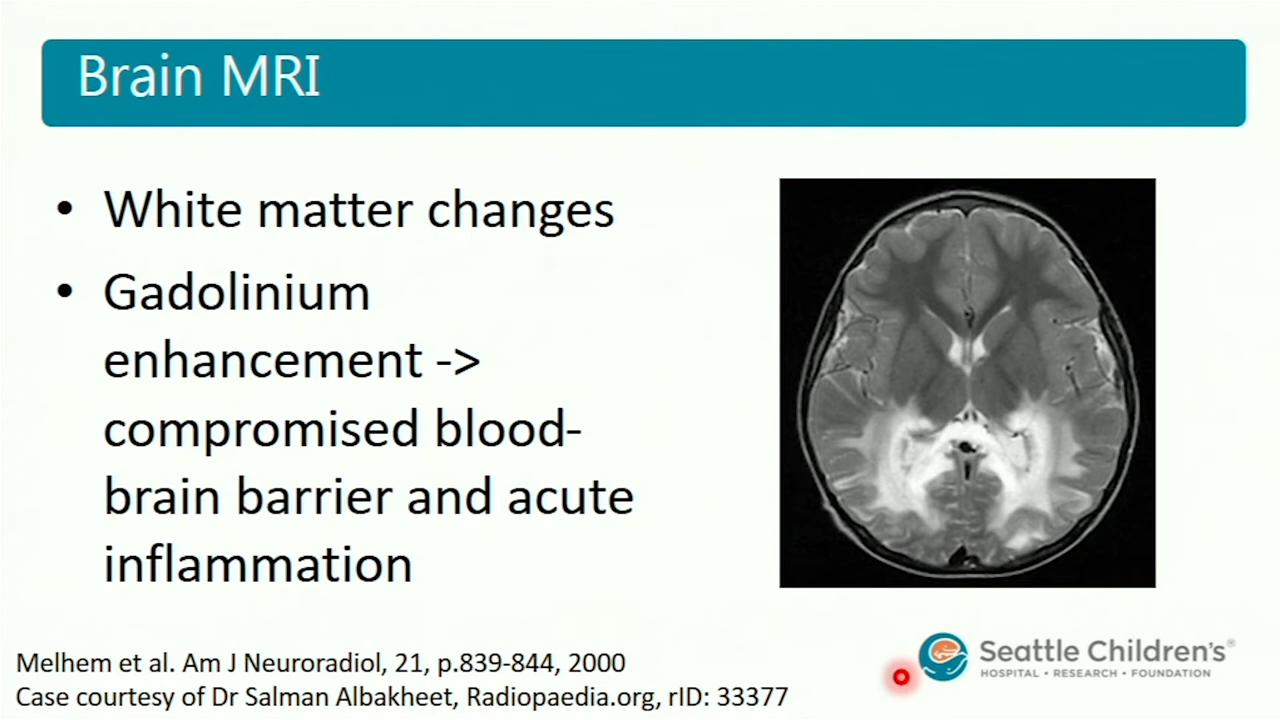 Brain MRI
• White matter changes
• Gadolinium
enhancement ->
compromised blood-
brain barrier and acute
inflammation
Melhem et al. Am J Neuroradiol, 21, p.839-844, 2000
Case courtesy of Dr Salman Albakheet, Radiopaedia.org, rID: 33377
Seattle Children's®
HOSPITAL • RESEARCH • FOUNDATION